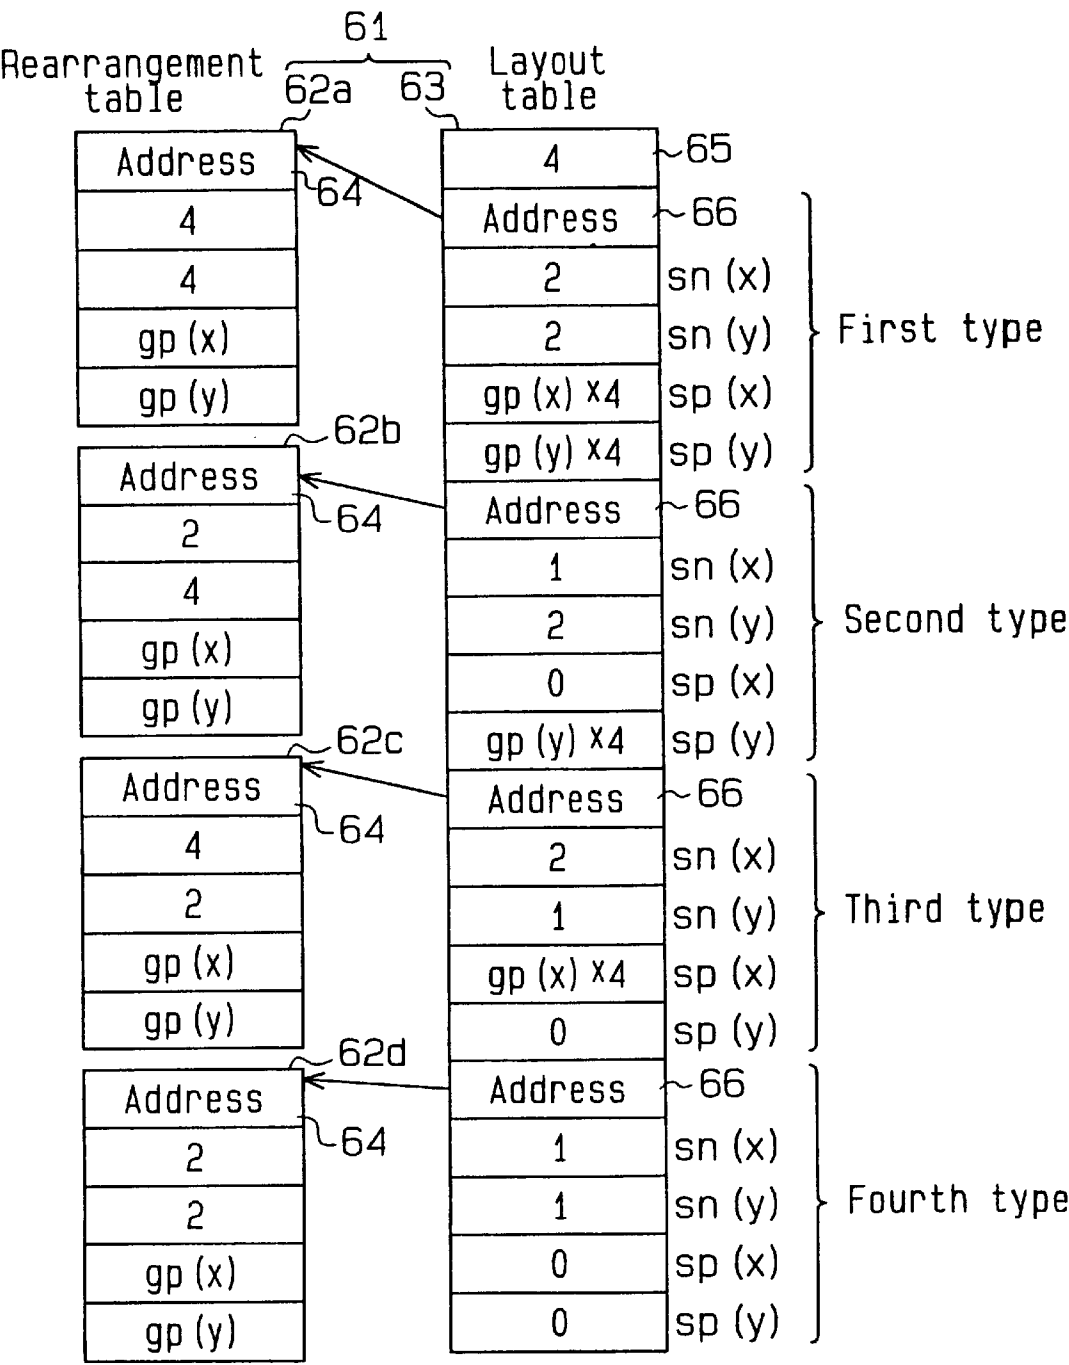 61
Rearrangement table
62a
63
Layout table
Address
64
4
4
gp (x)
gp (y)
62b
Address
64
2
4
gp (x)
gp (y)
62c
Address
64
4
2
gp (x)
gp (y)
62d
Address
64
2
2
gp (x)
gp (y)
4
65
Address
66
2 sn (x)
2 sn (y)
gp (x) ×4 sp (x)
gp (y) ×4 sp (y)
First type
Address
66
1 sn (x)
2 sn (y)
0 sp (x)
gp (y) ×4 sp (y)
Second type
Address
66
2 sn (x)
1 sn (y)
gp (x) ×4 sp (x)
0 sp (y)
Third type
Address
66
1 sn (x)
1 sn (y)
0 sp (x)
0 sp (y)
Fourth type